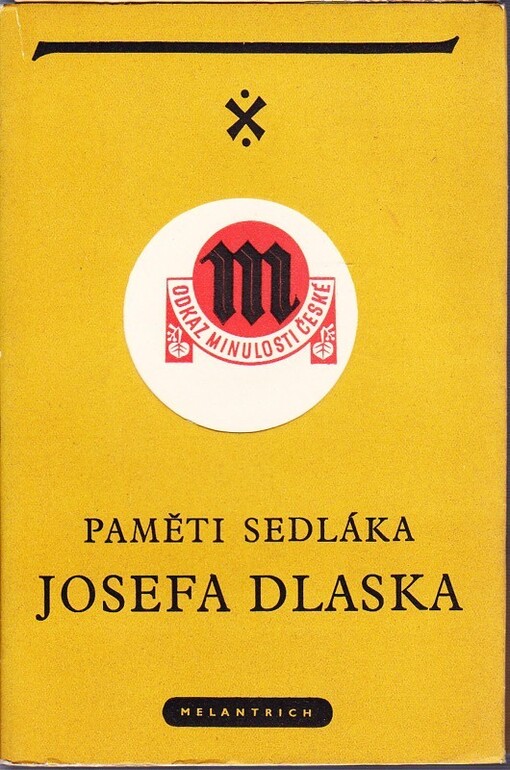 m
ODKAZ MINULOSTI ČESKÉ
PAMĚTI SEDLÁKA
JOSEFA DLASKA
MELANTRICH